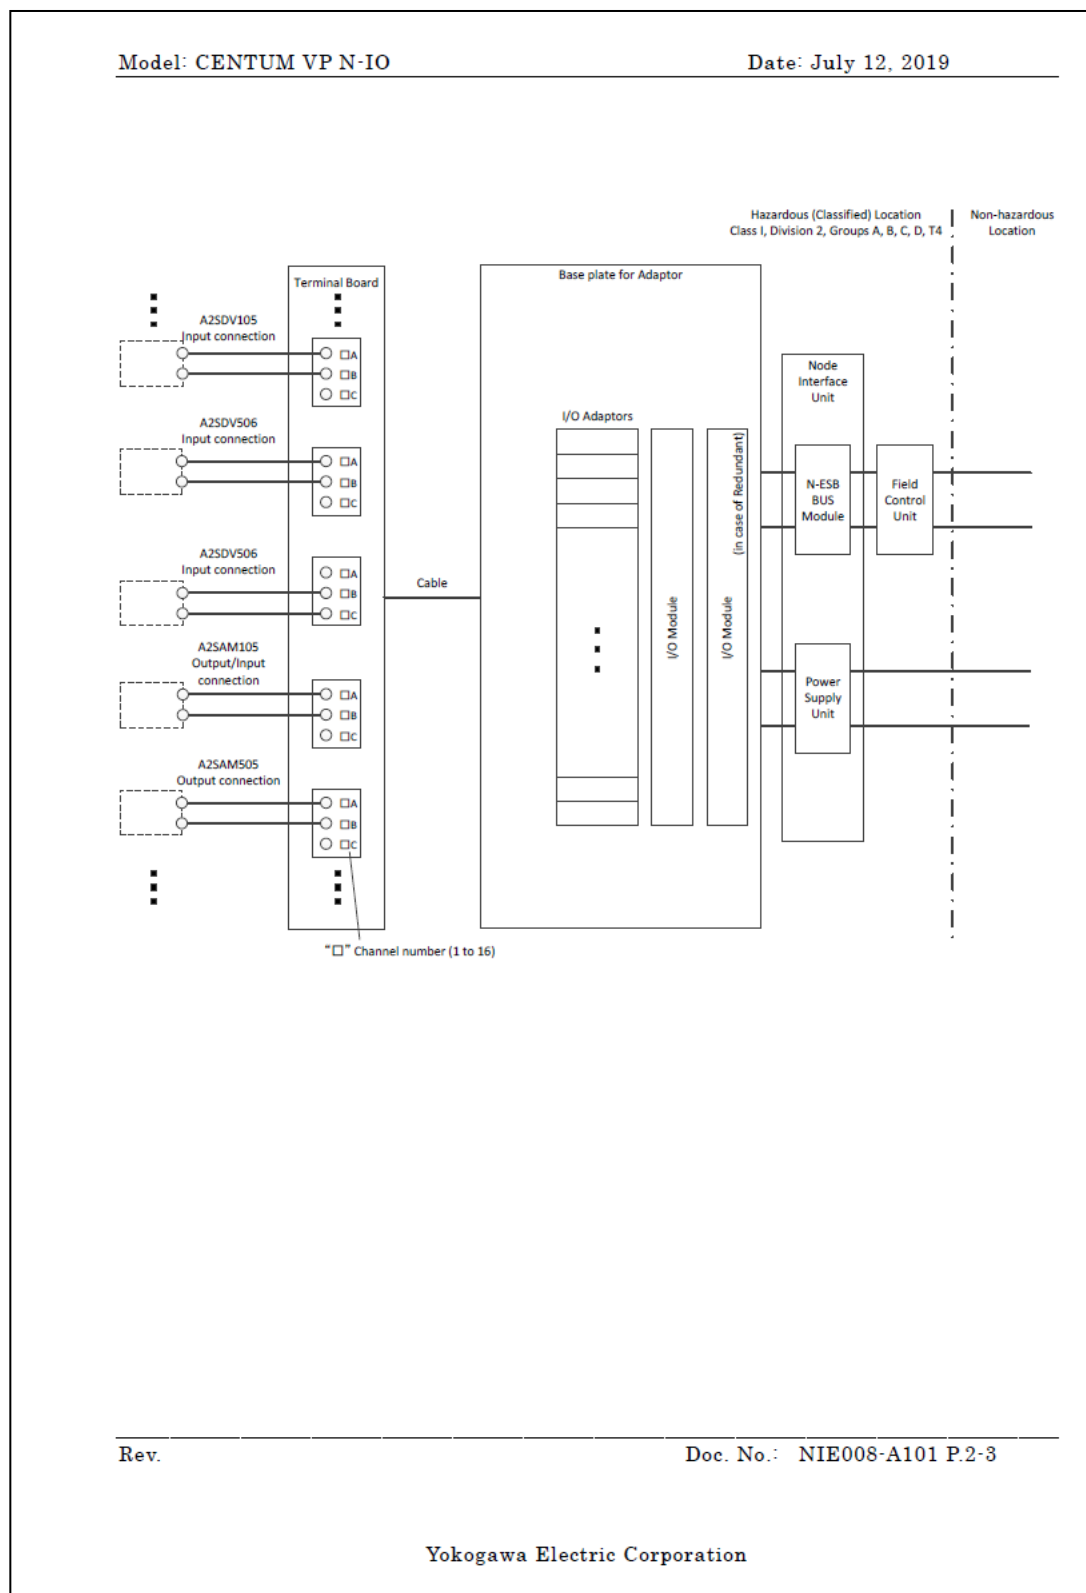 Model: CENTUM VP N-IO
Date: July 12, 2019
Hazardous (Classified) Location
Class I, Division 2, Groups A, B, C, D, T4
Non-hazardous
Location
Terminal Board
Base plate for Adaptor
A2SDV105
Input connection
□A
□B
□C
Node
Interface
Unit
I/O Adaptors
A2SDV506
Input connection
□A
□B
□C
(in case of Redundant)
N-ESB
BUS
Module
Field
Control
Unit
A2SDV506
Input connection
□A
□B
□C
Cable
I/O Module
I/O Module
A2SAM105
Output/Input
connection
□A
□B
□C
Power
Supply
Unit
A2SAM505
Output connection
□A
□B
□C
“□” Channel number (1 to 16)
Rev.
Doc. No.: NIE008-A101 P.2-3
Yokogawa Electric Corporation